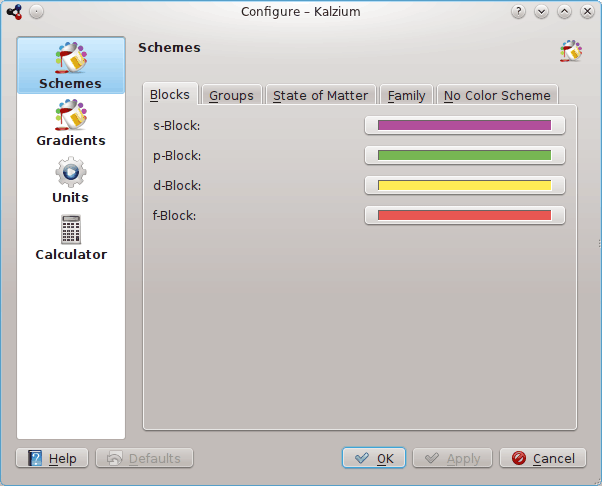 Configure – Kalzium
Schemes
Gradients
Units
Calculator
Schemes
Blocks Groups State of Matter Family No Color Scheme
s-Block:
p-Block:
d-Block:
f-Block:
Help Defaults OK Apply Cancel